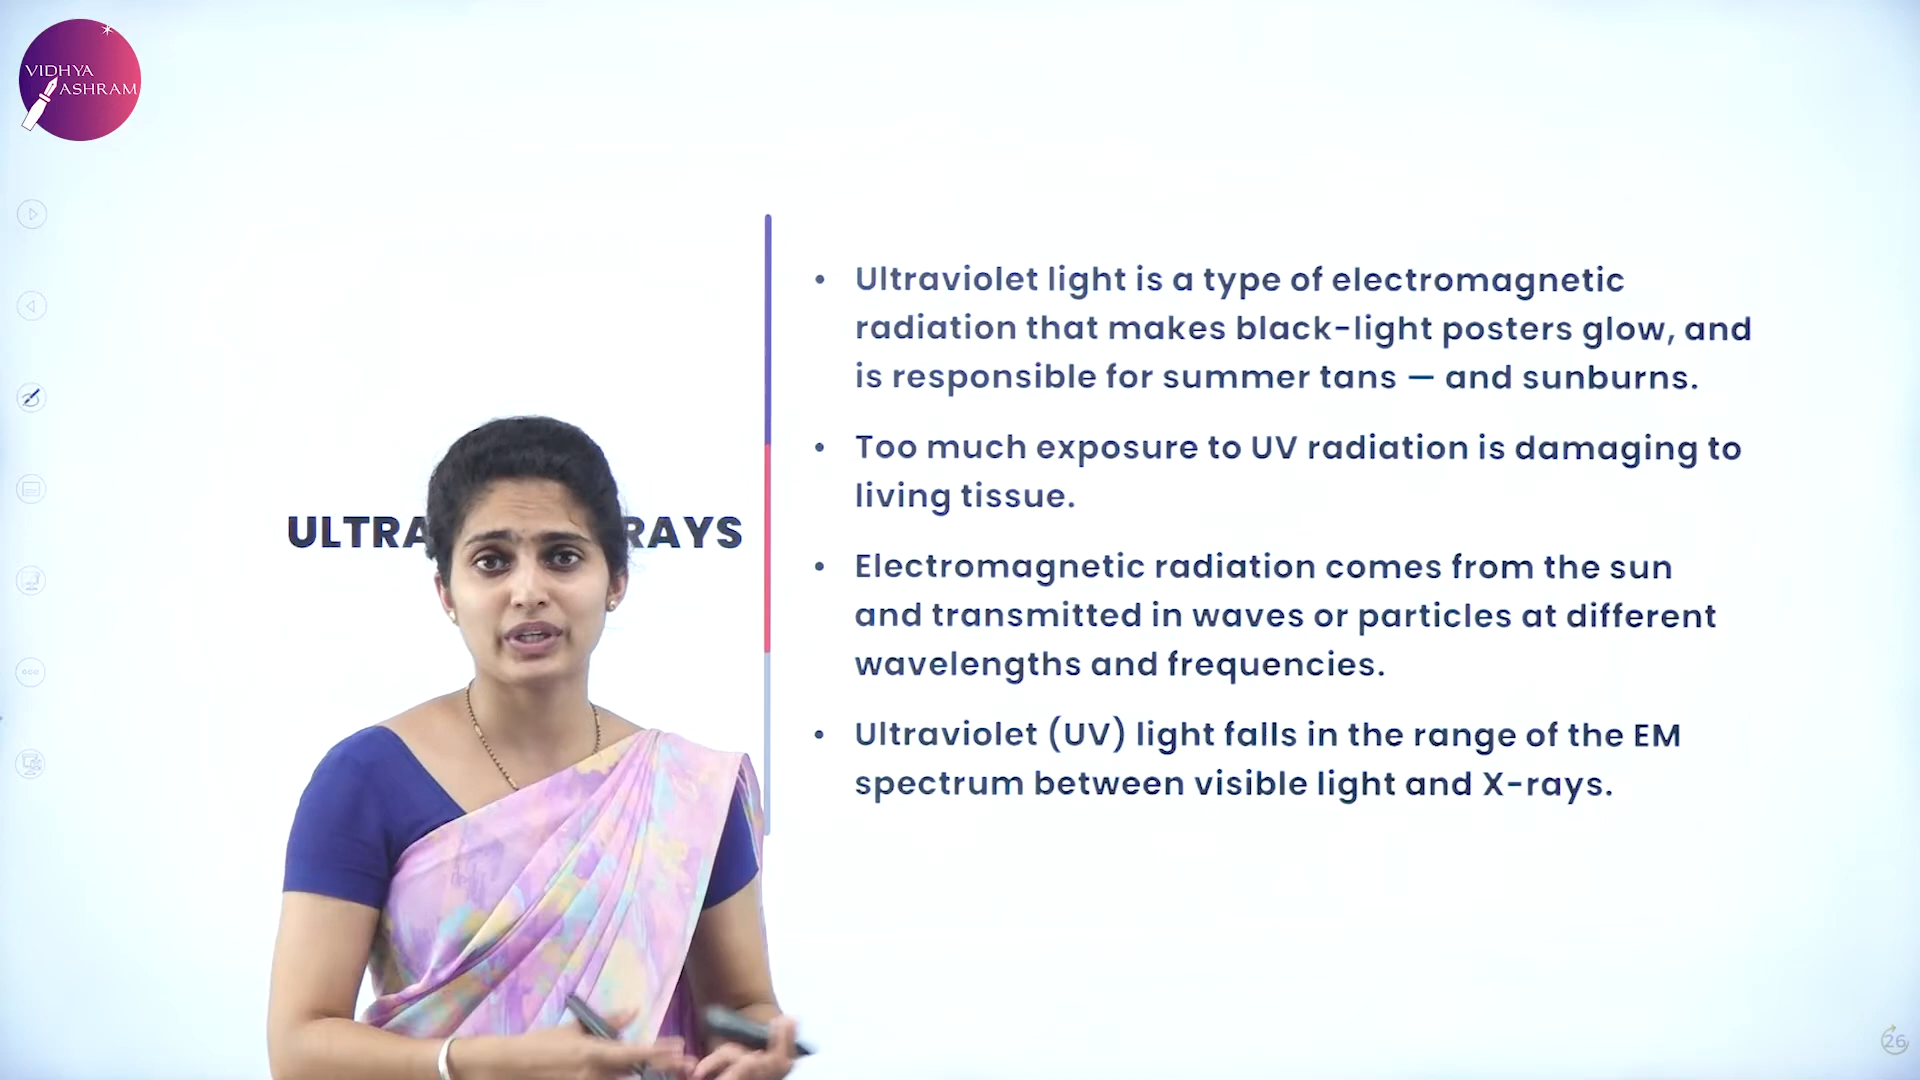 VIDHYA
ASHRAM
ULTRA RAYS
• Ultraviolet light is a type of electromagnetic
radiation that makes black-light posters glow, and
is responsible for summer tans — and sunburns.
• Too much exposure to UV radiation is damaging to
living tissue.
• Electromagnetic radiation comes from the sun
and transmitted in waves or particles at different
wavelengths and frequencies.
• Ultraviolet (UV) light falls in the range of the EM
spectrum between visible light and X-rays.
26